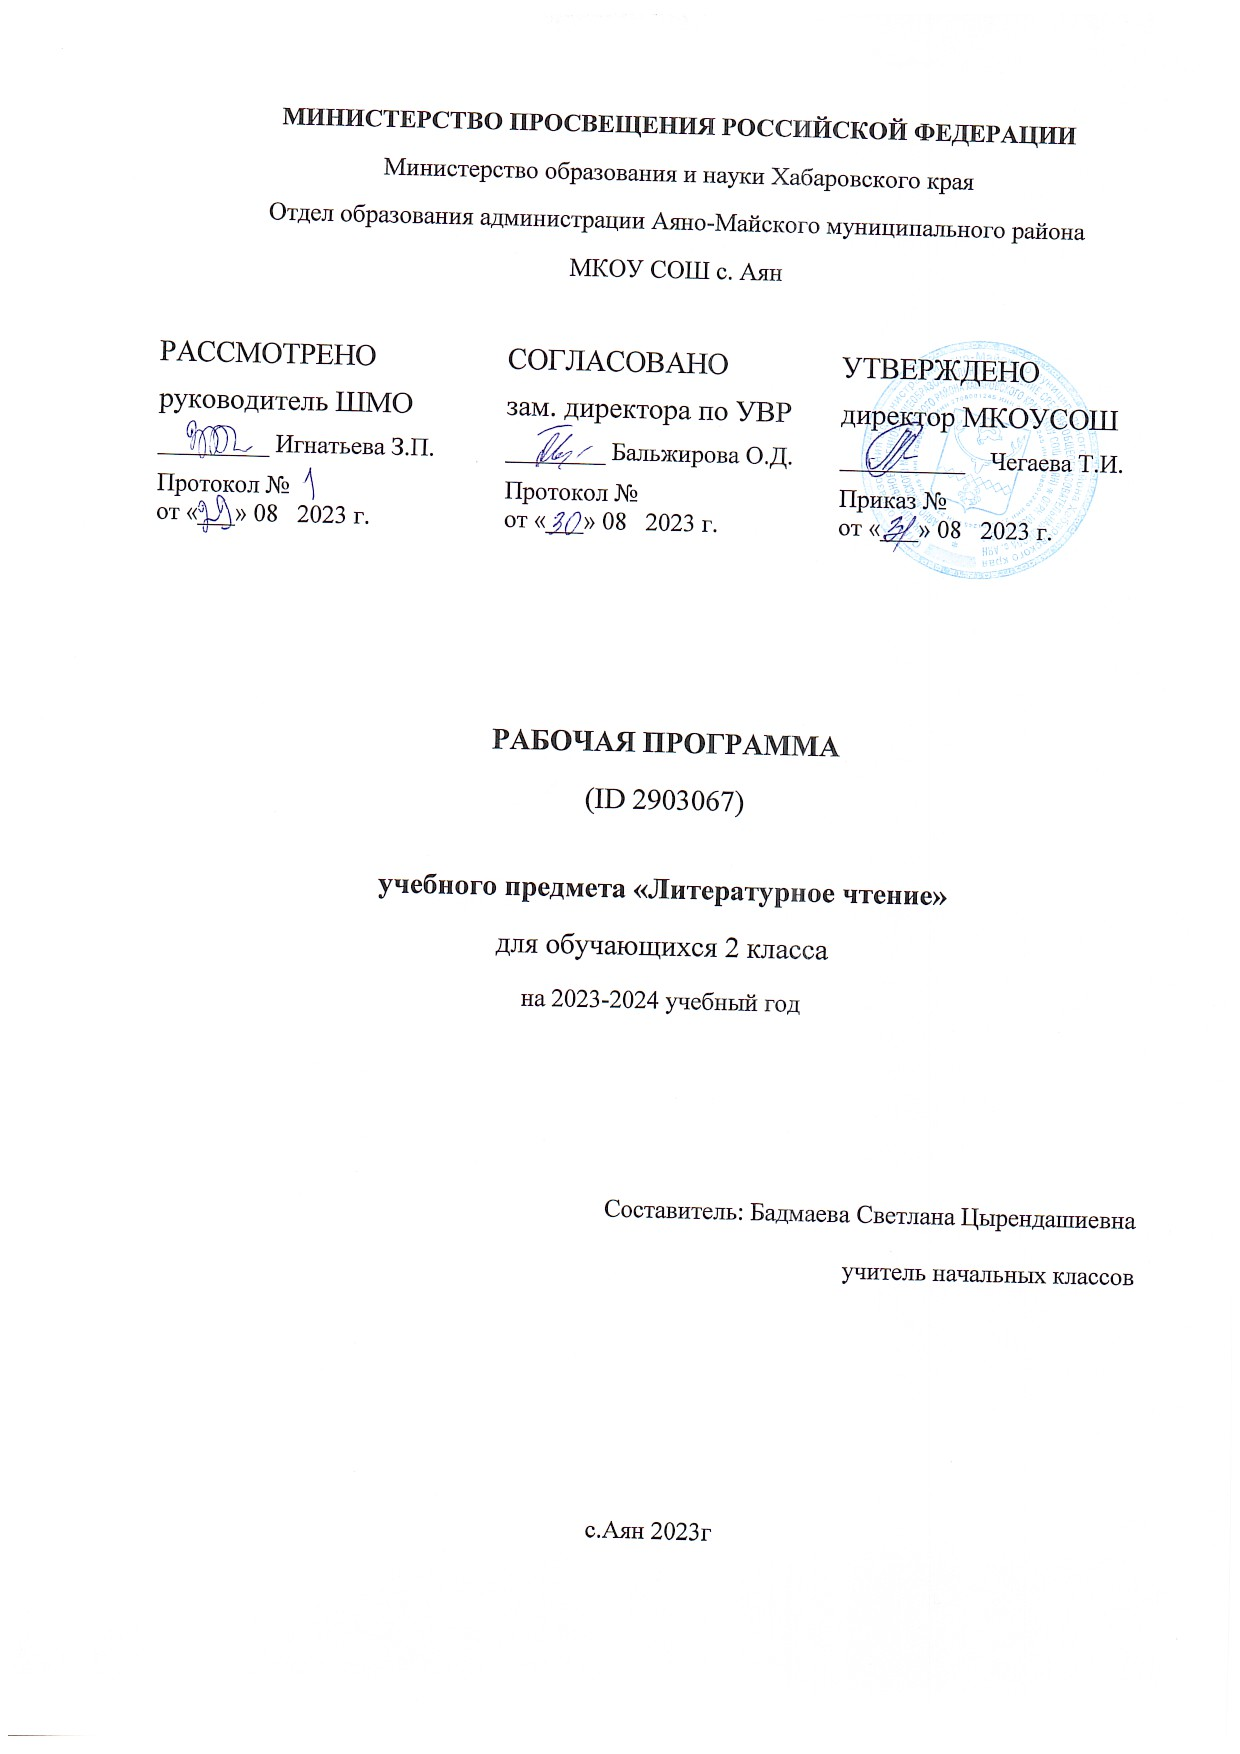 МИНИСТЕРСТВО ПРОСВЕЩЕНИЯ РОССИЙСКОЙ ФЕДЕРАЦИИ
Министерство образования и науки Хабаровского края
Отдел образования администрации Аяно-Майского муниципального района
МКОУ СОШ с. Аян
РАССМОТРЕНО
руководитель ШМО
__________ Игнатьева З.П.
Протокол № 1
от «29» 08 2023 г.
СОГЛАСОВАНО
зам. директора по УВР
_________ Бальжирова О.Д.
Протокол №
от «30» 08 2023 г.
УТВЕРЖДЕНО
директор МКОУСОШ
___________ Чегаева Т.И.
Приказ №
от «31» 08 2023 г.
РАБОЧАЯ ПРОГРАММА
(ID 2903067)
учебного предмета «Литературное чтение»
для обучающихся 2 класса
на 2023-2024 учебный год
Составитель: Бадмаева Светлана Цырендашиевна
учитель начальных классов
с.Аян 2023г